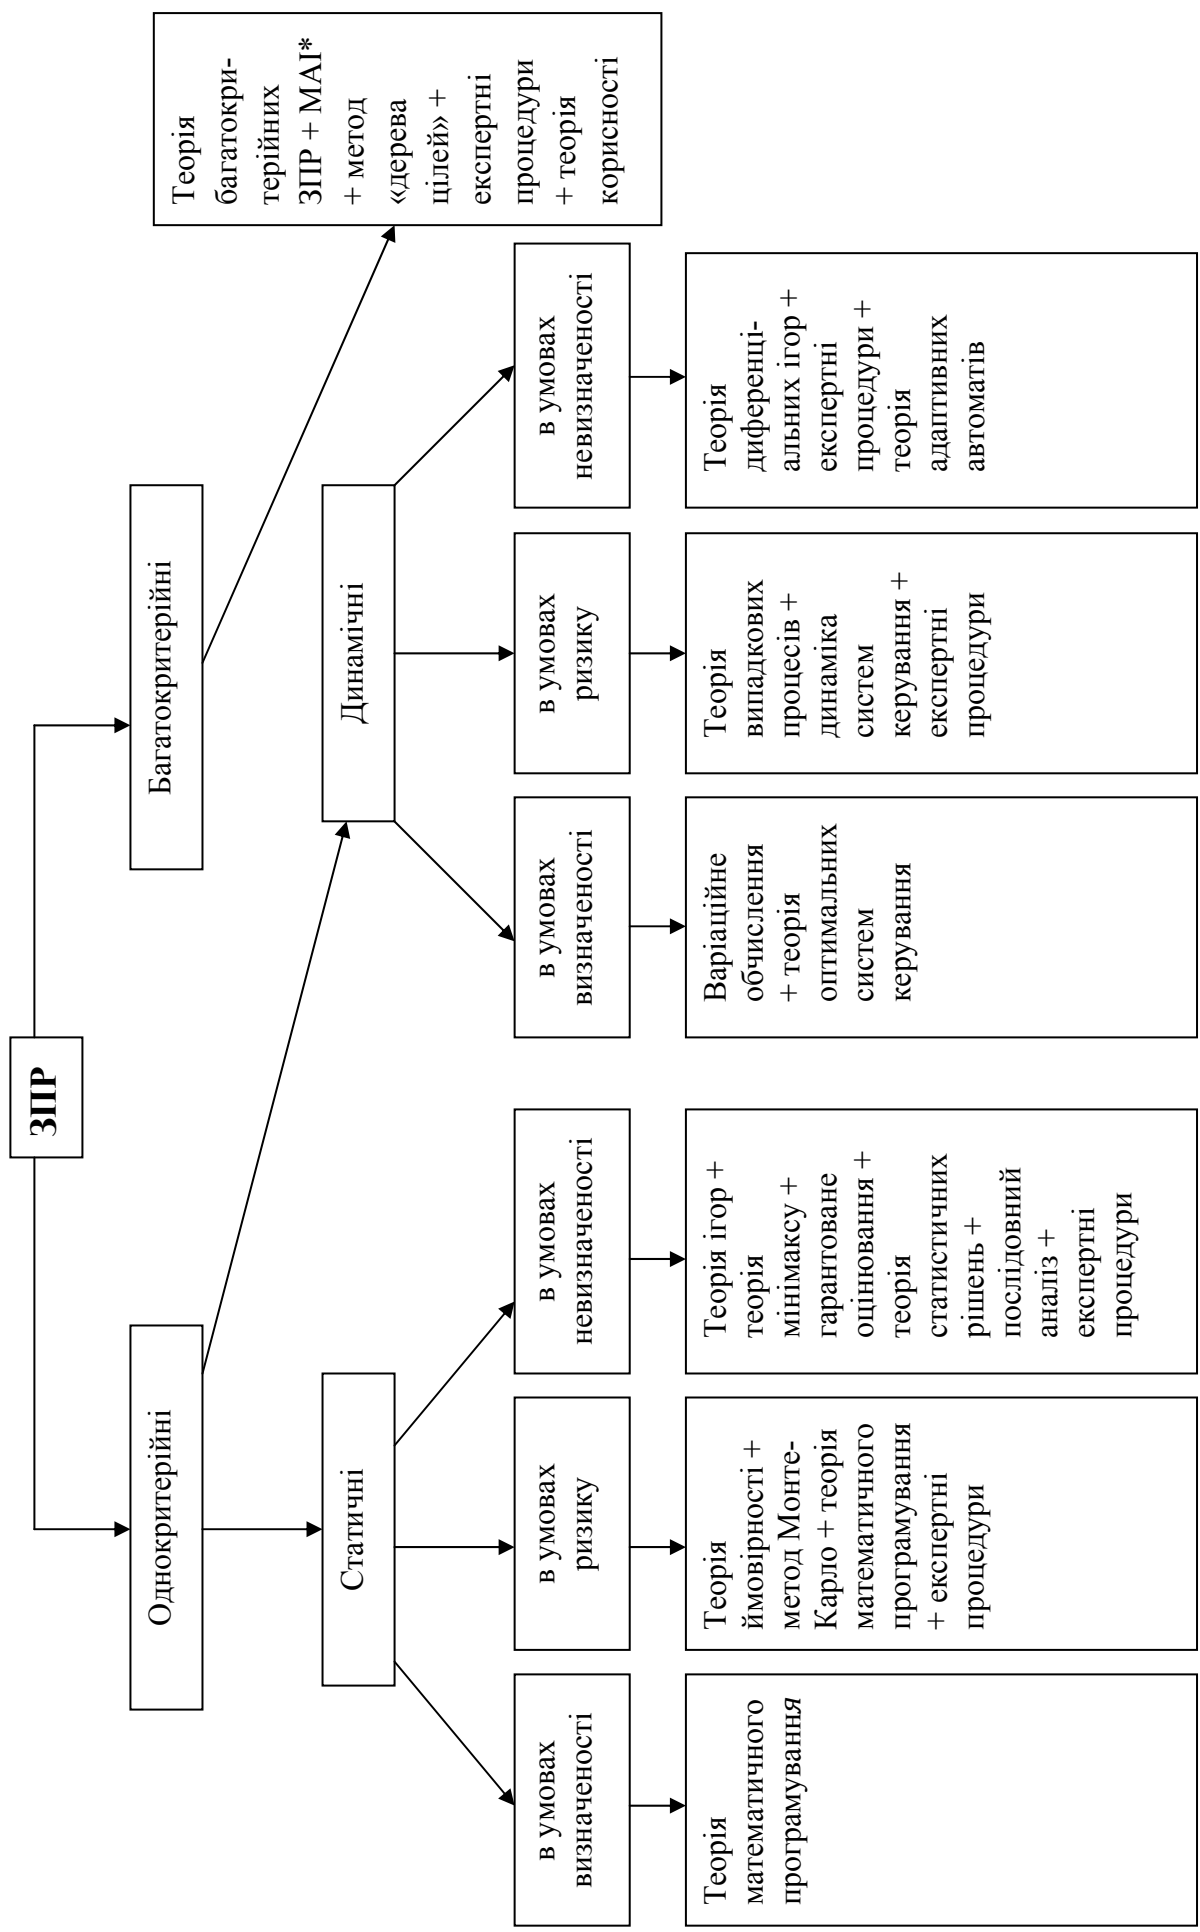 ЗПР
Однокритерійні
Багатокритерійні
Теорія
багатокри-
терійних
ЗПР + МАІ*
+ метод
«дерева
цілей» +
експертні
процедури
+ теорія
корисності
Статичні
Динамічні
в умовах
визначеності
в умовах
ризику
в умовах
невизначеності
в умовах
визначеності
в умовах
ризику
в умовах
невизначеності
Теорія
математичного
програмування
Теорія
ймовірності +
метод Монте-
Карло + теорія
математичного
програмування
+ експертні
процедури
Теорія ігор +
теорія
мінімаксу +
гарантоване
оцінювання +
теорія
статистичних
рішень +
послідовний
аналіз +
експертні
процедури
Варіаційне
обчислення
+ теорія
оптимальних
систем
керування
Теорія
випадкових
процесів +
динаміка
систем
керування +
експертні
процедури
Теорія
диференці-
альних ігор +
експертні
процедури +
теорія
адаптивних
автоматів